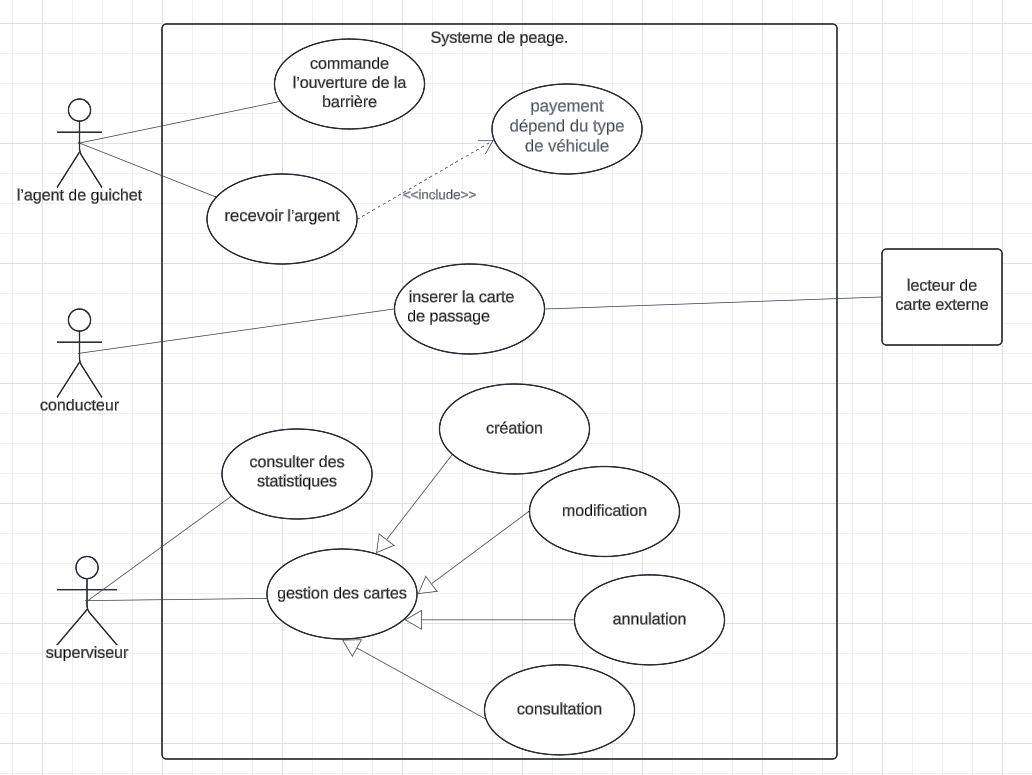 Systeme de peage.
commande
l'ouverture de la
barrière
payement
dépend du type
de véhicule
l'agent de guichet
<<include>>
recevoir l'argent
inserer la carte
de passage
lecteur de
carte externe
conducteur
création
consulter des
statistiques
modification
gestion des cartes
annulation
superviseur
consultation